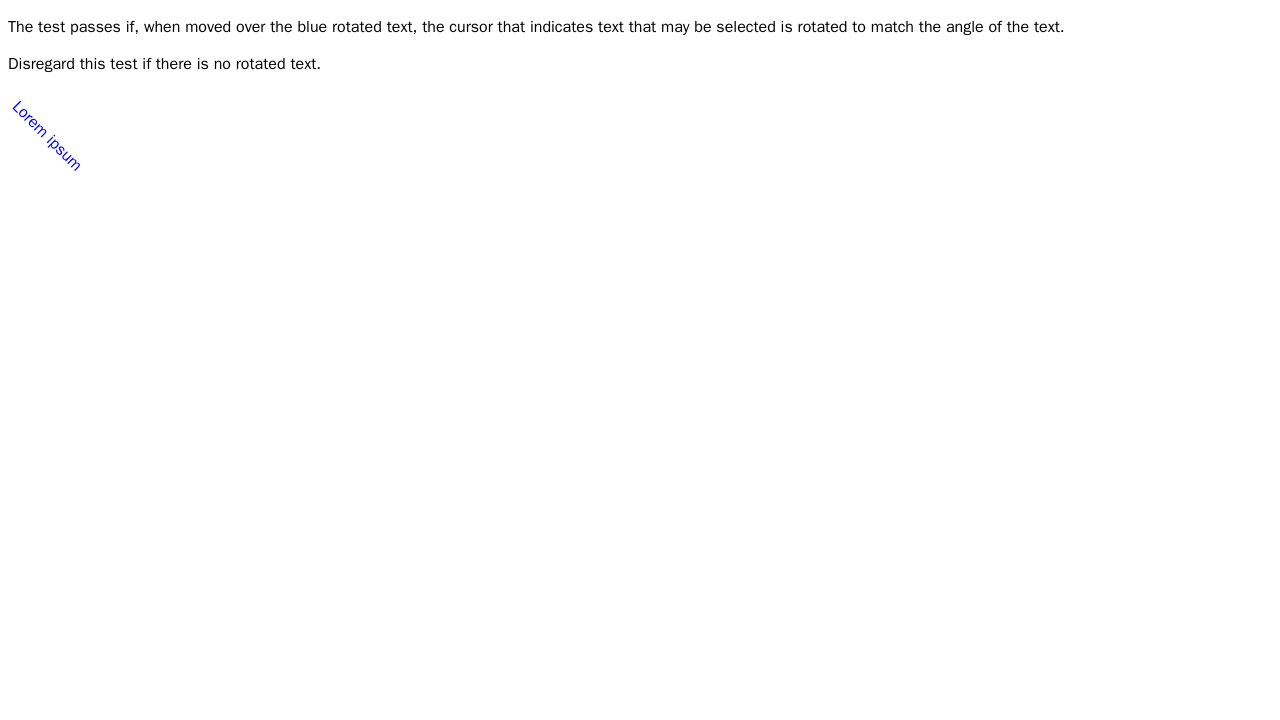 The test passes if, when moved over the blue rotated text, the cursor that indicates text that may be selected is rotated to match the angle of the text.
Disregard this test if there is no rotated text.
Lorem ipsum